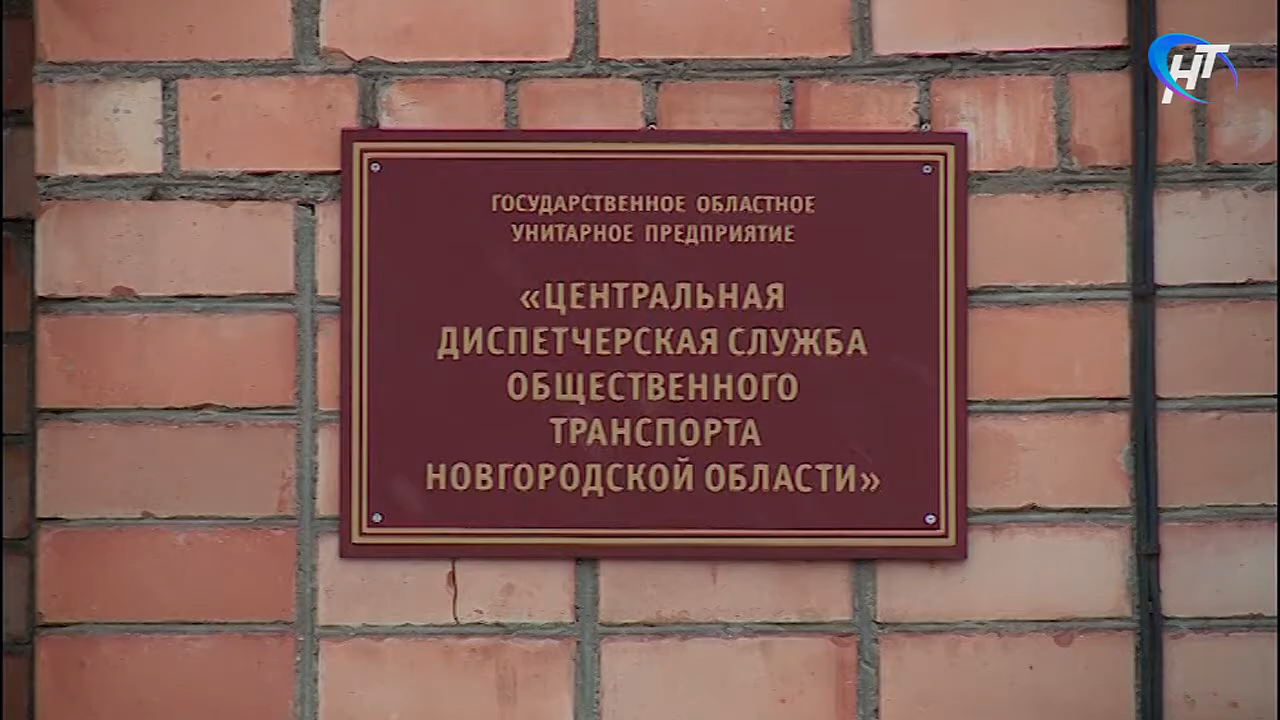 НТ
ГОСУДАРСТВЕННОЕ ОБЛАСТНОЕ
УНИТАРНОЕ ПРЕДПРИЯТИЕ
«ЦЕНТРАЛЬНАЯ
ДИСПЕТЧЕРСКАЯ СЛУЖБА
ОБЩЕСТВЕННОГО
ТРАНСПОРТА
НОВГОРОДСКОЙ ОБЛАСТИ»